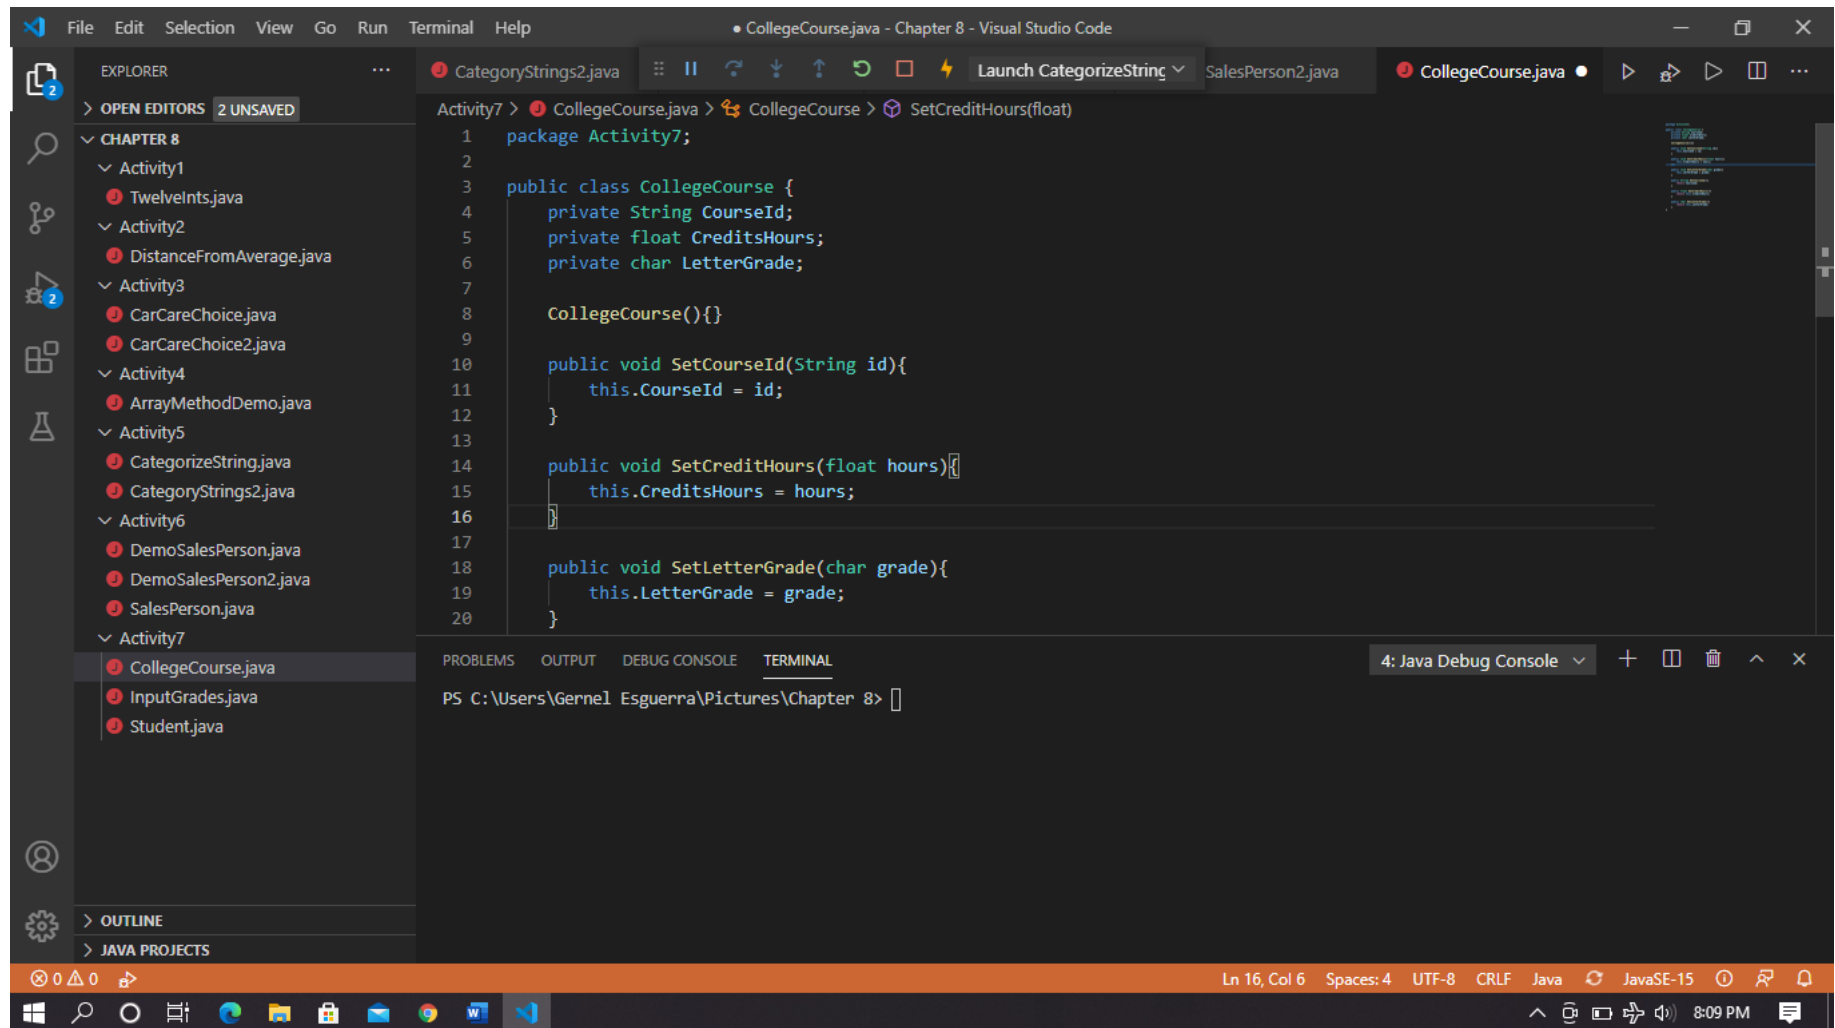 File Edit Selection View Go Run Terminal Help
● CollegeCourse.java - Chapter 8 - Visual Studio Code
EXPLORER
CategoryStrings2.java
Launch CategorizeString
SalesPerson2.java
CollegeCourse.java ●
2
> OPEN EDITORS 2 UNSAVED
Activity7 > CollegeCourse.java > CollegeCourse > SetCreditHours(float)
CHAPTER 8
Activity1
TwelveInts.java
Activity2
DistanceFromAverage.java
Activity3
2
CarCareChoice.java
CarCareChoice2.java
Activity4
ArrayMethodDemo.java
Activity5
CategorizeString.java
CategoryStrings2.java
Activity6
DemoSalesPerson.java
DemoSalesPerson2.java
SalesPerson.java
Activity7
CollegeCourse.java
InputGrades.java
Student.java
> OUTLINE
> JAVA PROJECTS
1 package Activity7;
2
3 public class CollegeCourse {
4 private String CourseId;
5 private float CreditsHours;
6 private char LetterGrade;
7
8 CollegeCourse(){}
9
10 public void SetCourseId(String id){
11 this.CourseId = id;
12 }
13
14 public void SetCreditHours(float hours){
15 this.CreditsHours = hours;
16 }
17
18 public void SetLetterGrade(char grade){
19 this.LetterGrade = grade;
20 }
PROBLEMS OUTPUT DEBUG CONSOLE TERMINAL
4: Java Debug Console
PS C:\Users\Gernel Esguerra\Pictures\Chapter 8>
0 0
Ln 16, Col 6 Spaces: 4 UTF-8 CRLF Java JavaSE-15
8:09 PM